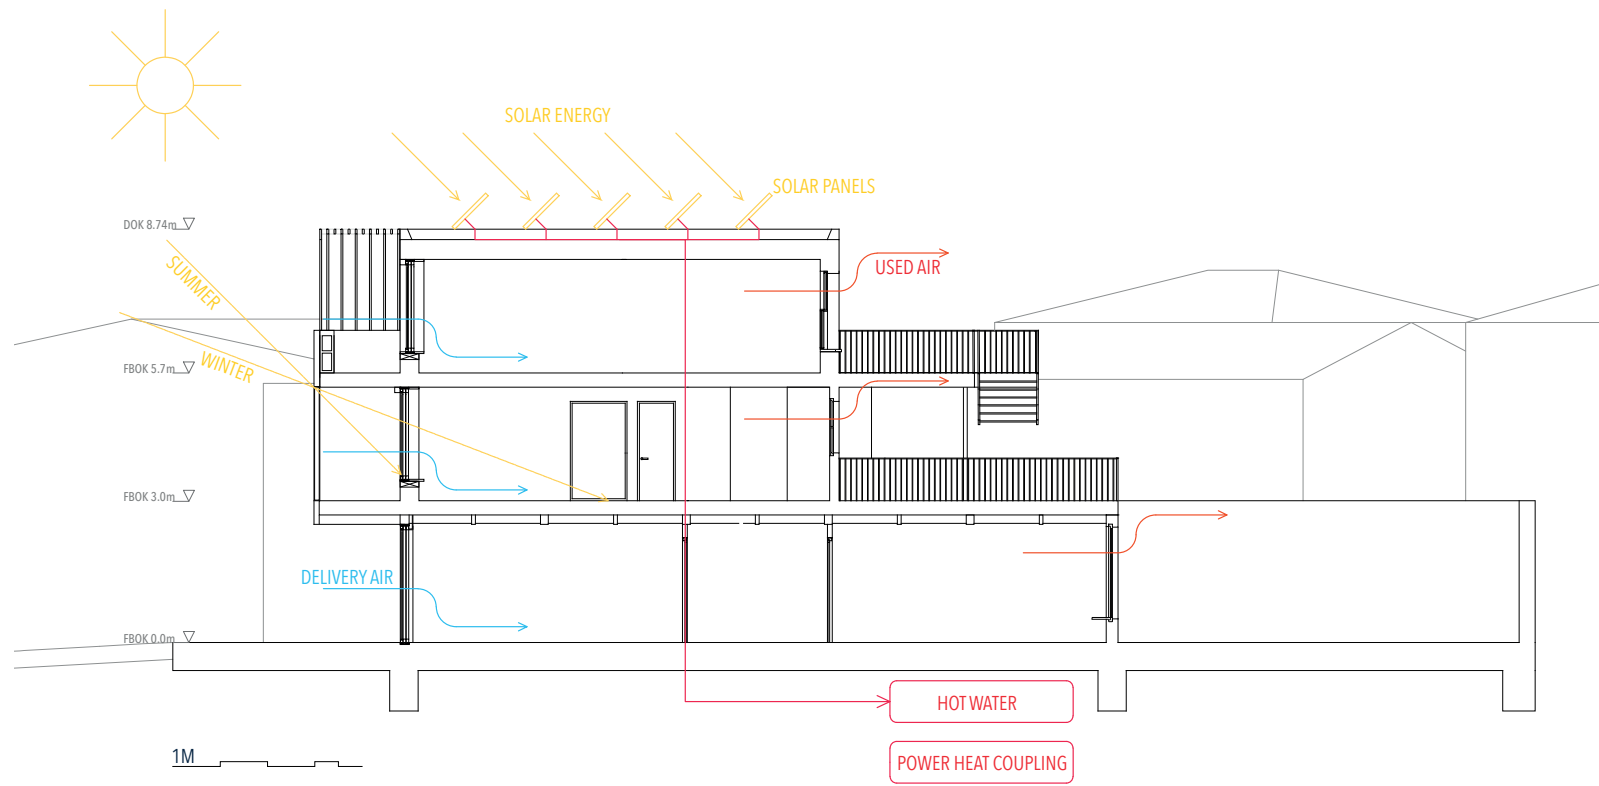 SOLAR ENERGY
SOLAR PANELS
DOK 8.74m
SUMMER
USED AIR
FBOK 5.7m
WINTER
FBOK 3.0m
DELIVERY AIR
FBOK 0.0m
HOT WATER
1M
POWER HEAT COUPLING